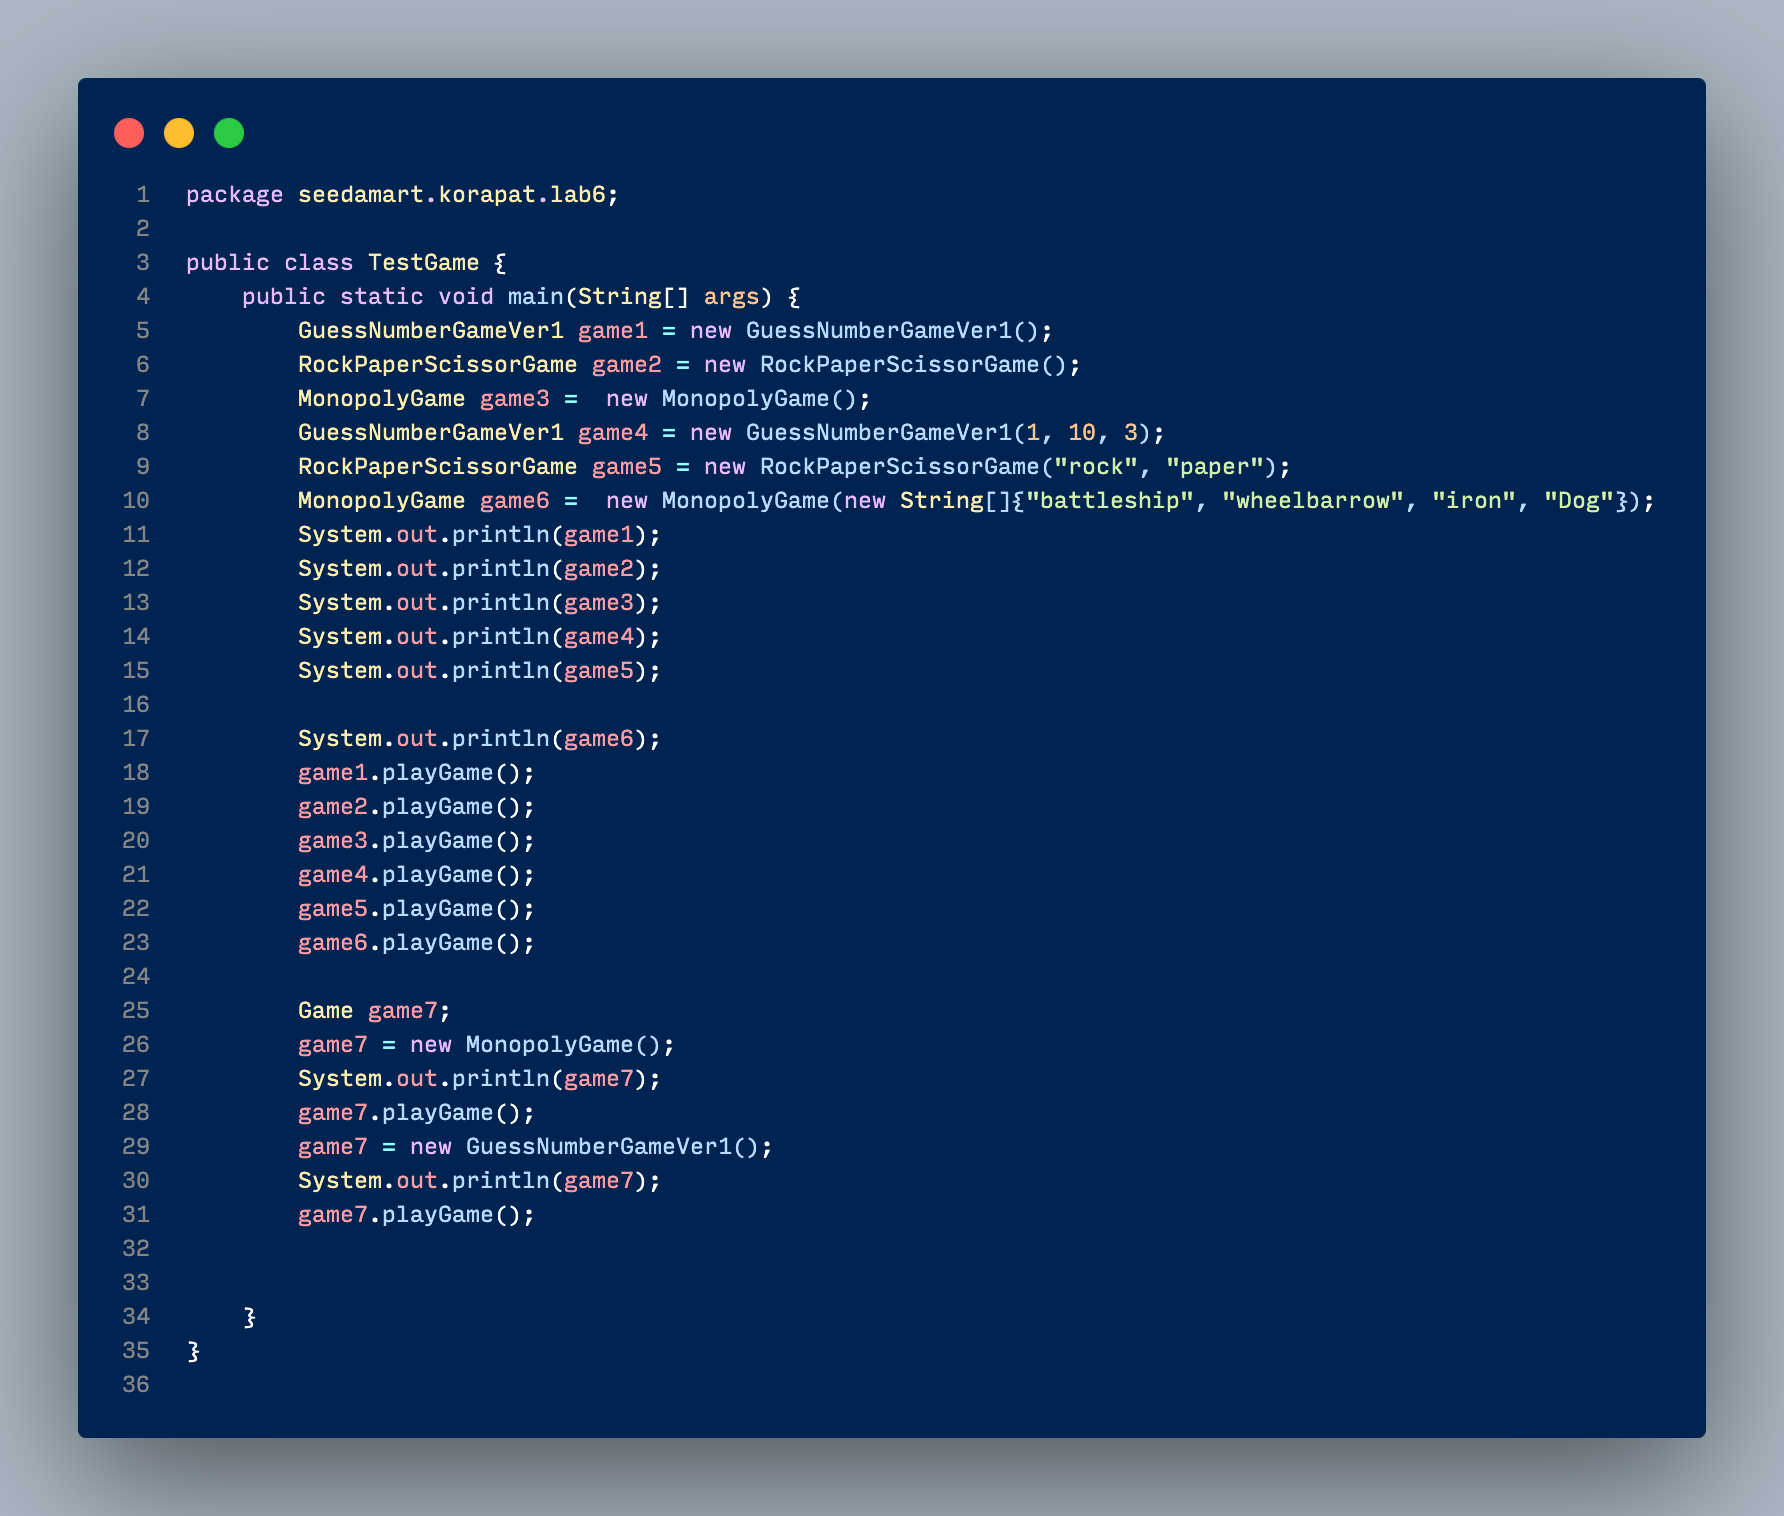 1 package seedamart.korapat.lab6;
2
3 public class TestGame {
4     public static void main(String[] args) {
5         GuessNumberGameVer1 game1 = new GuessNumberGameVer1();
6         RockPaperScissorGame game2 = new RockPaperScissorGame();
7         MonopolyGame game3 =  new MonopolyGame();
8         GuessNumberGameVer1 game4 = new GuessNumberGameVer1(1, 10, 3);
9         RockPaperScissorGame game5 = new RockPaperScissorGame("rock", "paper");
10         MonopolyGame game6 =  new MonopolyGame(new String[]{"battleship", "wheelbarrow", "iron", "Dog"});
11         System.out.println(game1);
12         System.out.println(game2);
13         System.out.println(game3);
14         System.out.println(game4);
15         System.out.println(game5);
16
17         System.out.println(game6);
18         game1.playGame();
19         game2.playGame();
20         game3.playGame();
21         game4.playGame();
22         game5.playGame();
23         game6.playGame();
24
25         Game game7;
26         game7 = new MonopolyGame();
27         System.out.println(game7);
28         game7.playGame();
29         game7 = new GuessNumberGameVer1();
30         System.out.println(game7);
31         game7.playGame();
32
33
34     }
35 }
36